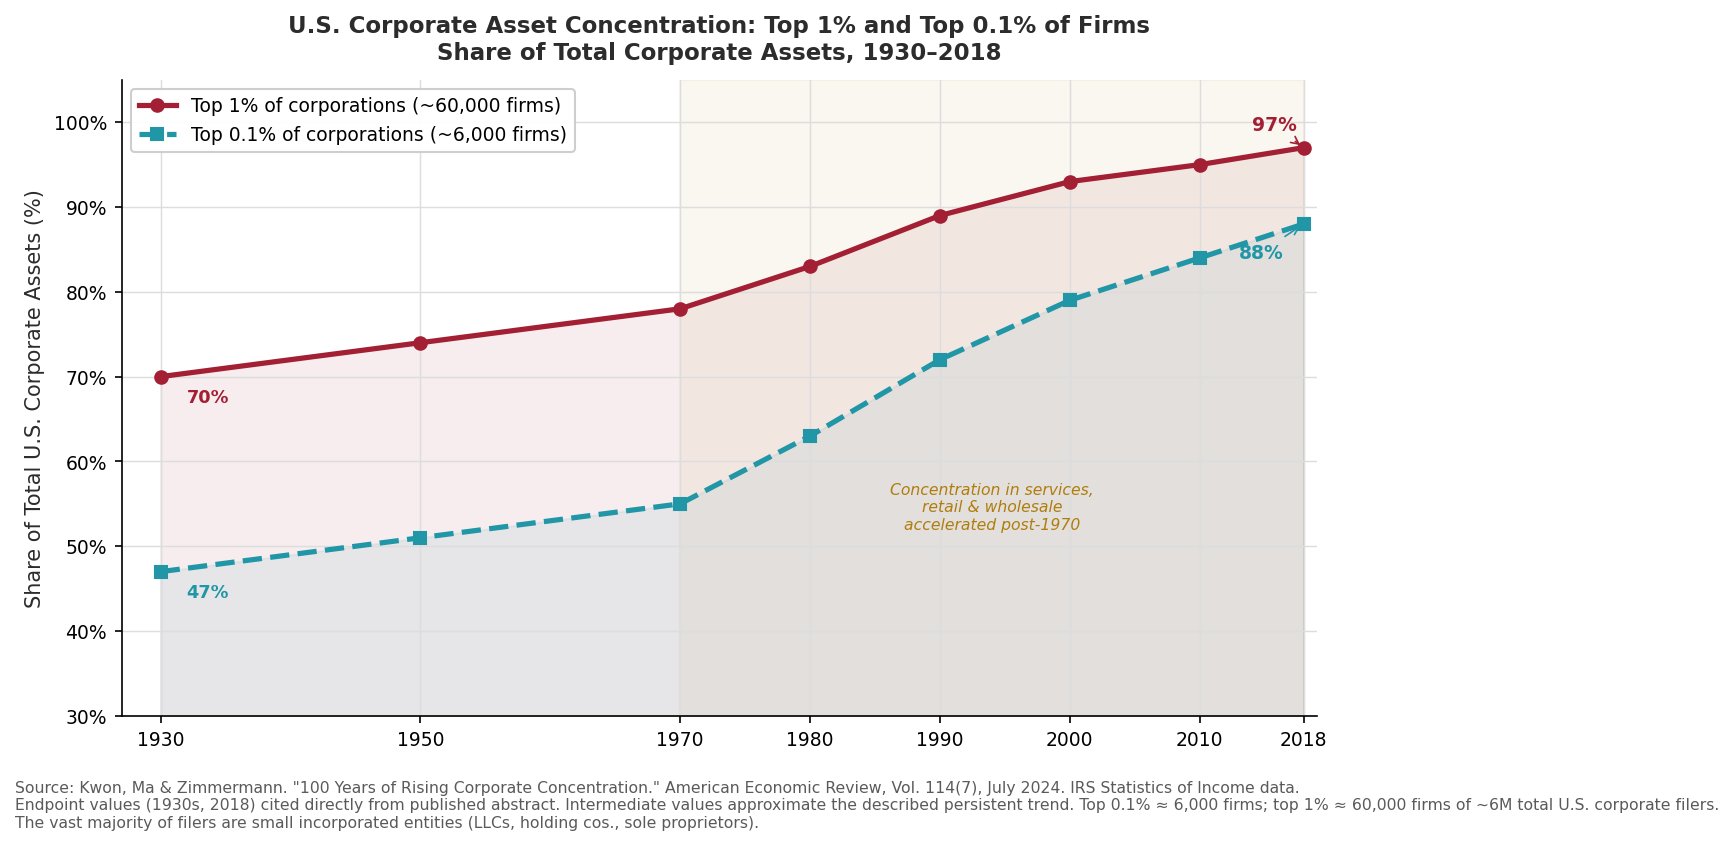 U.S. Corporate Asset Concentration: Top 1% and Top 0.1% of Firms
Share of Total Corporate Assets, 1930–2018
Top 1% of corporations (~60,000 firms)
Top 0.1% of corporations (~6,000 firms)
Share of Total U.S. Corporate Assets (%)
100%
90%
80%
70%
60%
50%
40%
30%
97%
88%
70%
47%
Concentration in services,
retail & wholesale
accelerated post-1970
1930
1950
1970
1980
1990
2000
2010
2018
Source: Kwon, Ma & Zimmermann. "100 Years of Rising Corporate Concentration." American Economic Review, Vol. 114(7), July 2024. IRS Statistics of Income data.
Endpoint values (1930s, 2018) cited directly from published abstract. Intermediate values approximate the described persistent trend. Top 0.1% ≈ 6,000 firms; top 1% ≈ 60,000 firms of ~6M total U.S. corporate filers.
The vast majority of filers are small incorporated entities (LLCs, holding cos., sole proprietors).